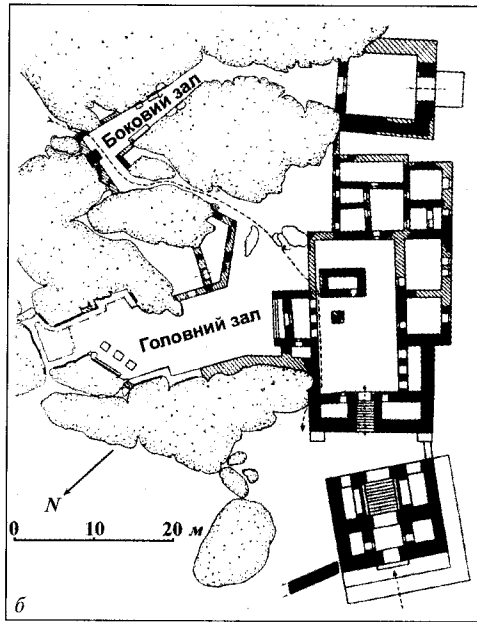 Боковий зал
Головний зал
N
0 10 20 м
б